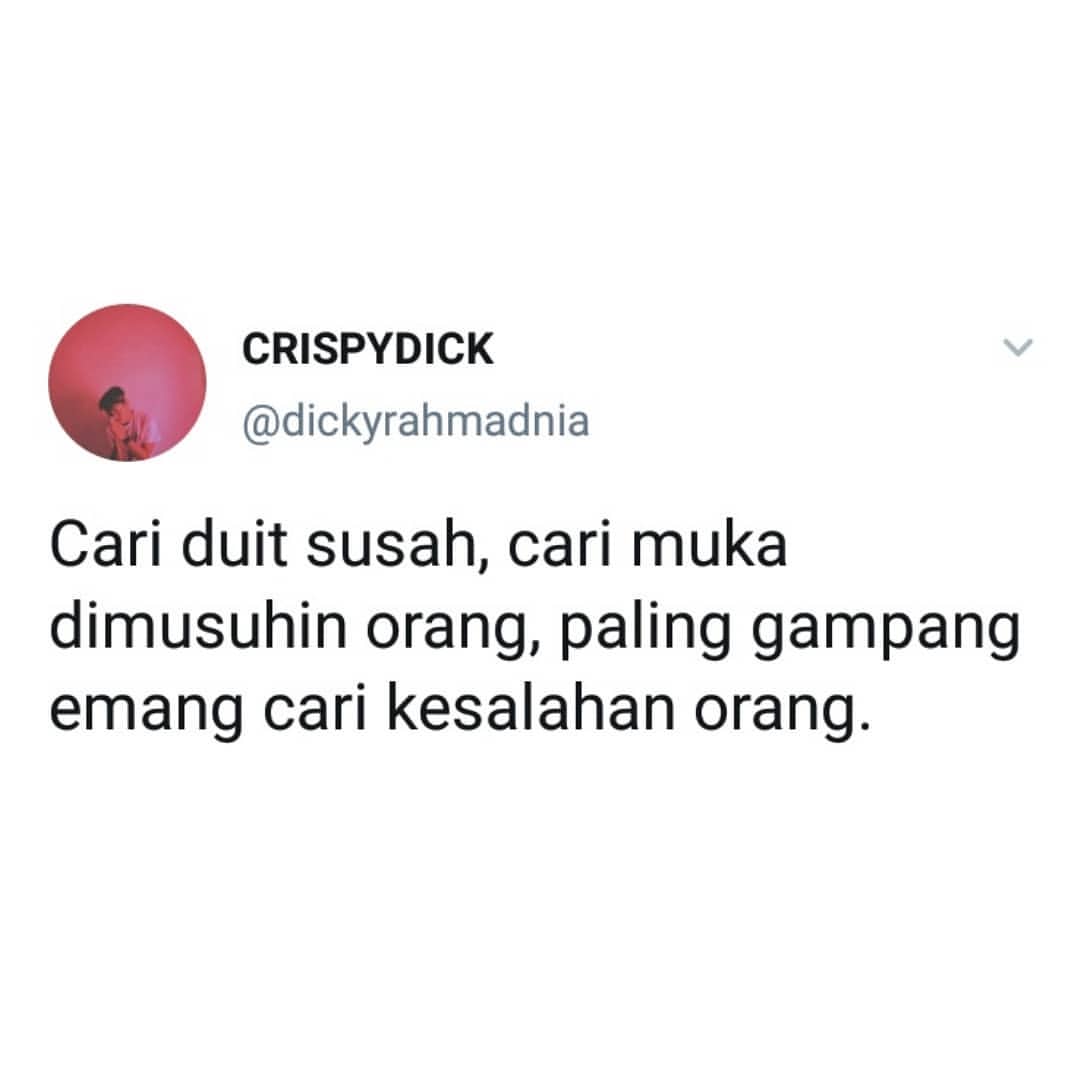 CRISPYDICK
@dickyrahmadnia
Cari duit susah, cari muka
dimusuhin orang, paling gampang
emang cari kesalahan orang.